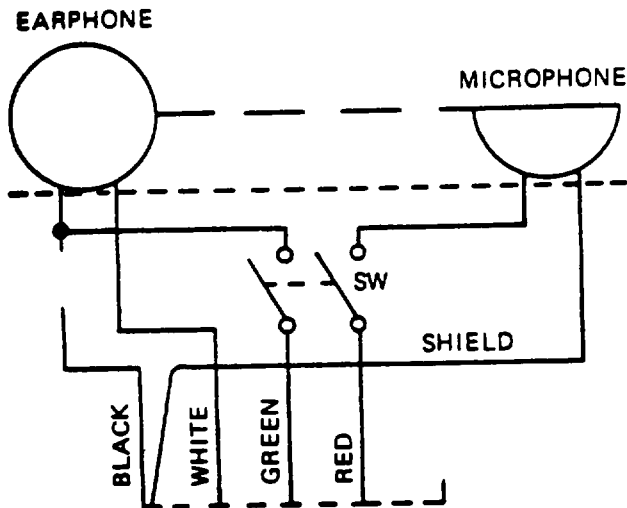 EARPHONE
MICROPHONE
SW
SHIELD
BLACK
WHITE
GREEN
RED